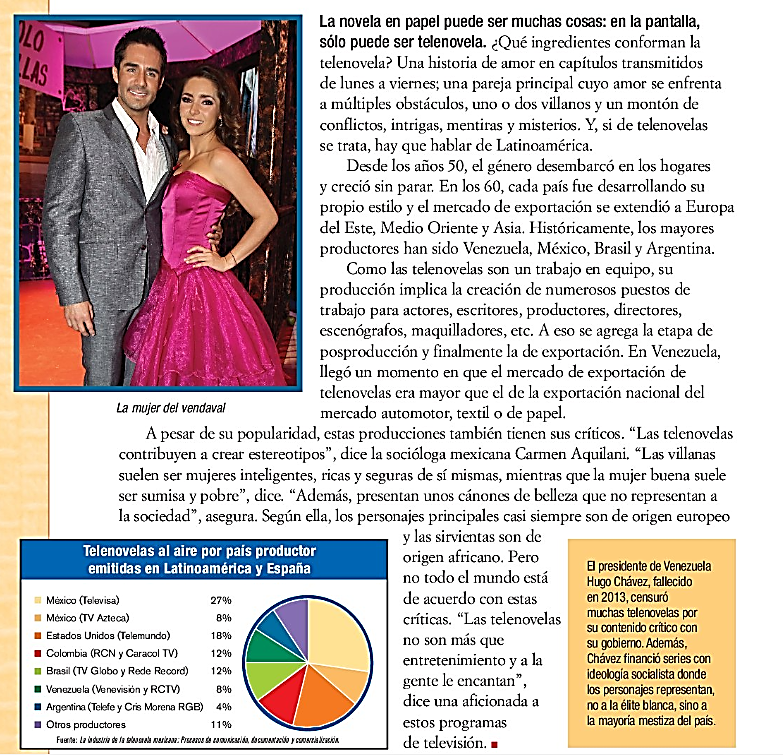 OLO
LLAS
La mujer del vendaval
La novela en papel puede ser muchas cosas: en la pantalla,
sólo puede ser telenovela. ¿Qué ingredientes conforman la
telenovela? Una historia de amor en capítulos transmitidos
de lunes a viernes; una pareja principal cuyo amor se enfrenta
a múltiples obstáculos, uno o dos villanos y un montón de
conflictos, intrigas, mentiras y misterios. Y, si de telenovelas
se trata, hay que hablar de Latinoamérica.
Desde los años 50, el género desembarcó en los hogares
y creció sin parar. En los 60, cada país fue desarrollando su
propio estilo y el mercado de exportación se extendió a Europa
del Este, Medio Oriente y Asia. Históricamente, los mayores
productores han sido Venezuela, México, Brasil y Argentina.
Como las telenovelas son un trabajo en equipo, su
producción implica la creación de numerosos puestos de
trabajo para actores, escritores, productores, directores,
escenógrafos, maquilladores, etc. A eso se agrega la etapa de
posproducción y finalmente la de exportación. En Venezuela,
llegó un momento en que el mercado de exportación de
telenovelas era mayor que el de la exportación nacional del
mercado automotor, textil o de papel.
A pesar de su popularidad, estas producciones también tienen sus críticos. “Las telenovelas
contribuyen a crear estereotipos”, dice la socióloga mexicana Carmen Aquilani. “Las villanas
suelen ser mujeres inteligentes, ricas y seguras de sí mismas, mientras que la mujer buena suele
ser sumisa y pobre”, dice. “Además, presentan unos cánones de belleza que no representan a
la sociedad”, asegura. Según ella, los personajes principales casi siempre son de origen europeo
y las sirvientas son de
origen africano. Pero
no todo el mundo está
de acuerdo con estas
críticas. “Las telenovelas
no son más que
entretenimiento y a la
gente le encantan”,
dice una aficionada a
estos programas
de televisión.
Telenovelas al aire por país productor
emitidas en Latinoamérica y España
México (Televisa) 27%
México (TV Azteca) 8%
Estados Unidos (Telemundo) 18%
Colombia (RCN y Caracol TV) 12%
Brasil (TV Globo y Rede Record) 12%
Venezuela (Venevisión y RCTV) 8%
Argentina (Telefe y Cris Morena RGB) 4%
Otros productores 11%
Fuente: La industria de la telenovela mexicana: Procesos de comunicación, documentación y comercialización.
El presidente de Venezuela
Hugo Chávez, fallecido
en 2013, censuró
muchas telenovelas por
su contenido crítico con
su gobierno. Además,
Chávez financió series con
ideología socialista donde
los personajes representan,
no a la élite blanca, sino a
la mayoría mestiza del país.